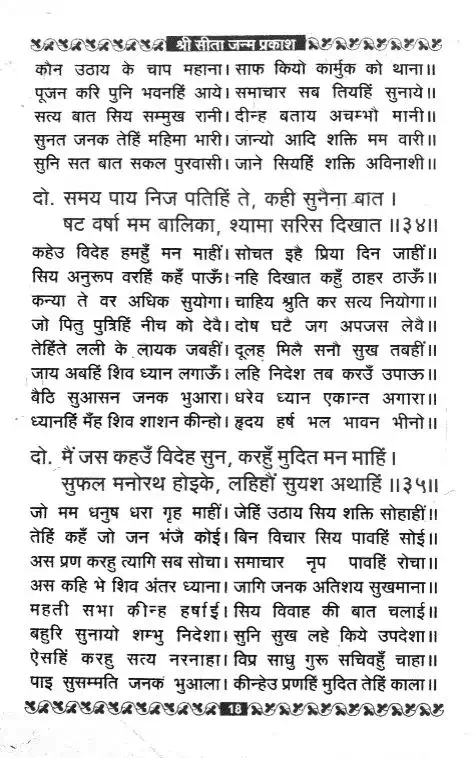 श्री सीता जन्म प्रकाश
कौन उठाय के चाप महाना। साफ कियो कार्मुक को थाना॥
पूजन करि पुनि भवनहिं आये। समाचार सब तियहिं सुनाये॥
सत्य बात सिय सम्मुख रानी। दीन्ह बताय अचम्भौ मानी॥
सुनत जनक तेहिं महिमा भारी। जान्यो आदि शक्ति मम वारी॥
सुनि सत बात सकल पुरवासी। जाने सियहिं शक्ति अविनाशी॥
दो. समय पाय निज पतिहिं ते, कही सुनैना बात ।
षट वर्षा मम बालिका, श्यामा सरिस दिखात ॥३४॥
कहेउ विदेह हमहुँ मन माहीं। सोचत इहै प्रिया दिन जाहीं॥
सिय अनुरूप वरहिं कहँ पाऊँ। नहि दिखात कहुँ ठाहर ठाऊँ॥
कन्या ते वर अधिक सुयोगा। चाहिय श्रुति कर सत्य नियोगा॥
जो पितु पुत्रिहिं नीच को देवै। दोष घटै जग अपजस लेवै॥
तेहिंते लली के लायक जबहीं। दूलह मिलै सनौ सुख तबहीं॥
जाय अबहिं शिव ध्यान लगाऊँ। लहि निदेश तब करउँ उपाऊ॥
बैठि सुआसन जनक भुआरा। धरेव ध्यान एकान्त अगारा॥
ध्यानहिं मँह शिव शाशन कीन्हो। हृदय हर्ष भल भावन भीनो॥
दो. मैं जस कहउँ विदेह सुन, करहुँ मुदित मन माहिं।
सुफल मनोरथ होइके, लहिहौं सुयश अथाहिं ॥३५॥
जो मम धनुष धरा गृह माहीं। जेहिं उठाय सिय शक्ति सोहाहीं॥
तेहिं कहँ जो जन भंजै कोई। बिन विचार सिय पावहिं सोई॥
अस प्रण करहु त्यागि सब सोचा। समाचार नृप पावहिं रोचा॥
अस कहि भे शिव अंतर ध्याना। जागि जनक अतिशय सुखमाना॥
महती सभा कीन्ह हर्षाई। सिय विवाह की बात चलाई॥
बहुरि सुनायो शम्भु निदेशा। सुनि सुख लहे किये उपदेशा॥
ऐसहिं करहु सत्य नरनाहा। विप्र साधु गुरू सचिवहुँ चाहा॥
पाइ सुसम्मति जनक भुआला। कीन्हेउ प्रणहिं मुदित तेहिं काला॥
18